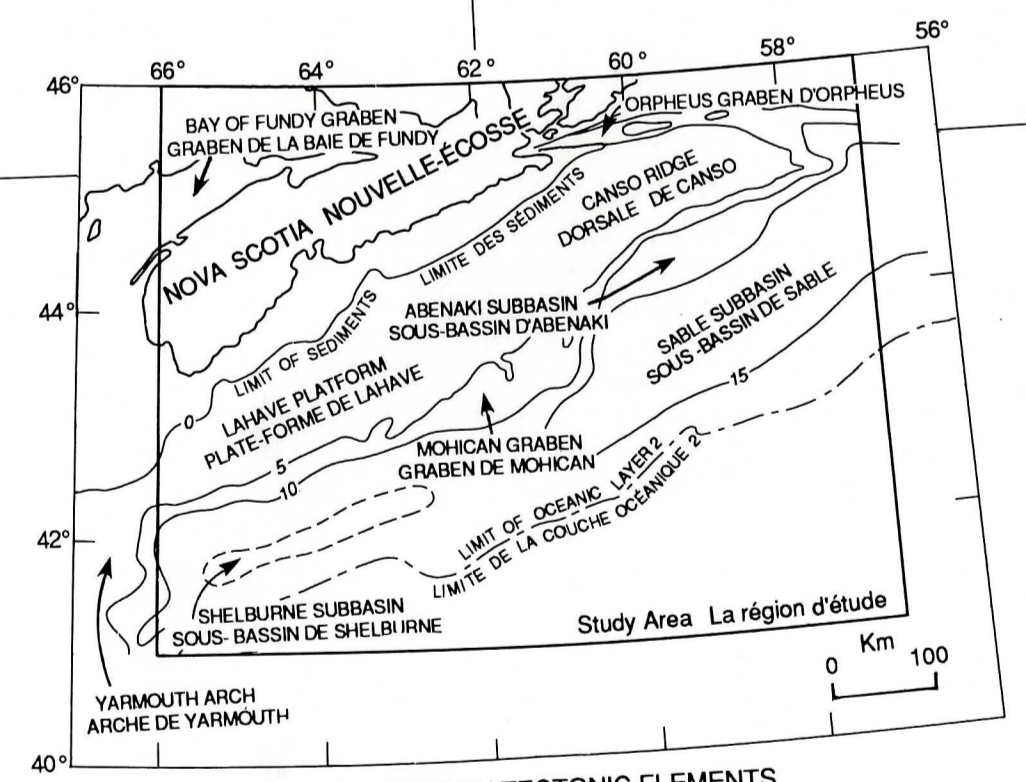 56°
58°
60°
62°
64°
66°
46°
ORPHEUS GRABEN D'ORPHEUS
BAY OF FUNDY GRABEN
GRABEN DE LA BAIE DE FUNDY
NOVA SCOTIA NOUVELLE-ÉCOSSE
CANSO RIDGE
DORSALE DE CANSO
LIMITE DES SÉDIMENTS
44°
ABENAKI SUBBASIN
SOUS-BASSIN D'ABENAKI
SABLE SUBBASIN
SOUS-BASSIN DE SABLE
LIMIT OF SEDIMENTS
LAHAVE PLATFORM
PLATE-FORME DE LAHAVE
0
15
5
10
MOHICAN GRABEN
GRABEN DE MOHICAN
LIMIT OF OCEANIC LAYER 2
LIMITE DE LA COUCHE OCÉANIQUE 2
42°
SHELBURNE SUBBASIN
SOUS-BASSIN DE SHELBURNE
Study Area La région d'étude
Km
0 100
YARMOUTH ARCH
ARCHE DE YARMOUTH
40°
TECTONIC ELEMENTS